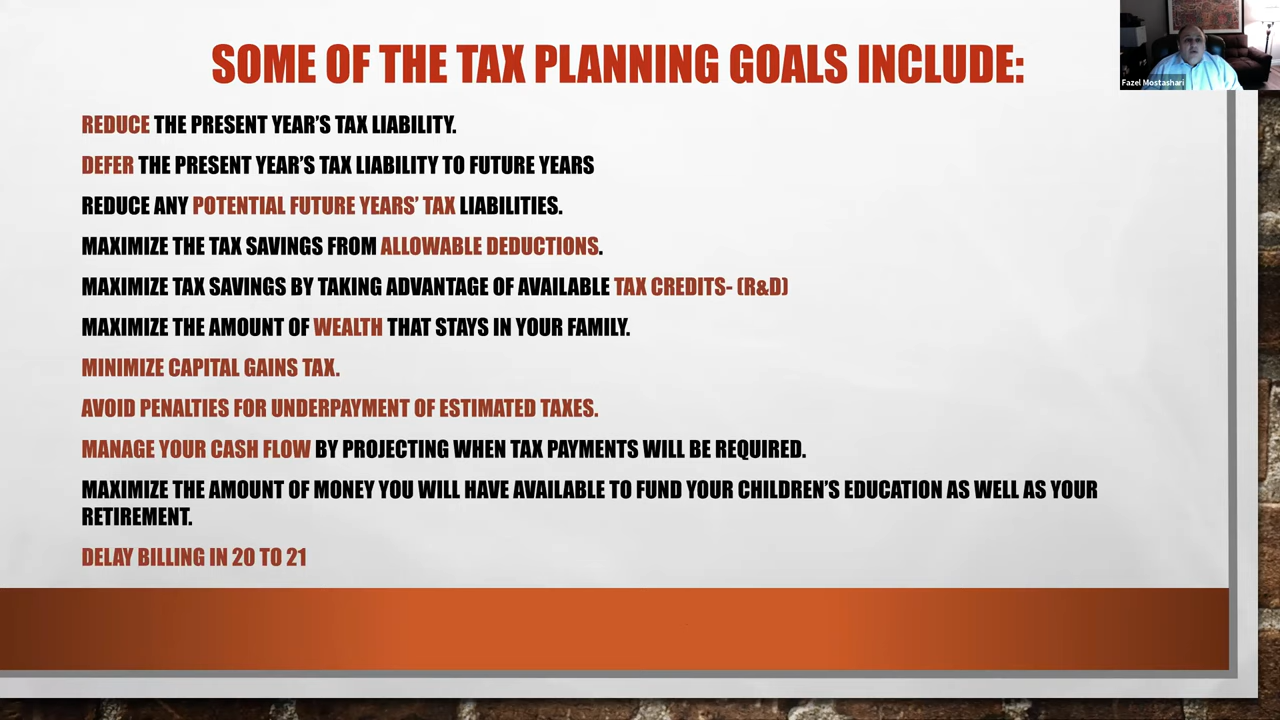 SOME OF THE TAX PLANNING GOALS INCLUDE:
Fazel Mostashari
REDUCE THE PRESENT YEAR'S TAX LIABILITY.
DEFER THE PRESENT YEAR'S TAX LIABILITY TO FUTURE YEARS
REDUCE ANY POTENTIAL FUTURE YEARS' TAX LIABILITIES.
MAXIMIZE THE TAX SAVINGS FROM ALLOWABLE DEDUCTIONS.
MAXIMIZE TAX SAVINGS BY TAKING ADVANTAGE OF AVAILABLE TAX CREDITS- (R&D)
MAXIMIZE THE AMOUNT OF WEALTH THAT STAYS IN YOUR FAMILY.
MINIMIZE CAPITAL GAINS TAX.
AVOID PENALTIES FOR UNDERPAYMENT OF ESTIMATED TAXES.
MANAGE YOUR CASH FLOW BY PROJECTING WHEN TAX PAYMENTS WILL BE REQUIRED.
MAXIMIZE THE AMOUNT OF MONEY YOU WILL HAVE AVAILABLE TO FUND YOUR CHILDREN'S EDUCATION AS WELL AS YOUR
RETIREMENT.
DELAY BILLING IN 20 TO 21